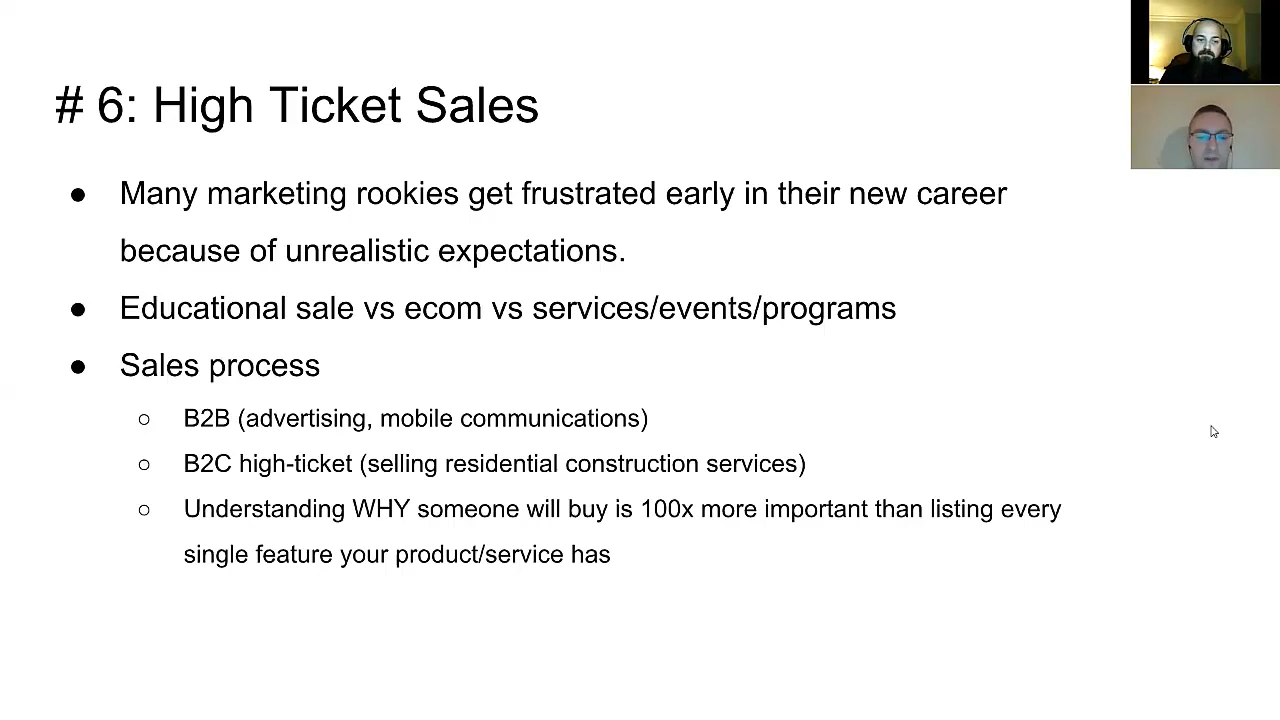 # 6: High Ticket Sales
● Many marketing rookies get frustrated early in their new career
because of unrealistic expectations.
● Educational sale vs ecom vs services/events/programs
● Sales process
○ B2B (advertising, mobile communications)
○ B2C high-ticket (selling residential construction services)
○ Understanding WHY someone will buy is 100x more important than listing every
single feature your product/service has